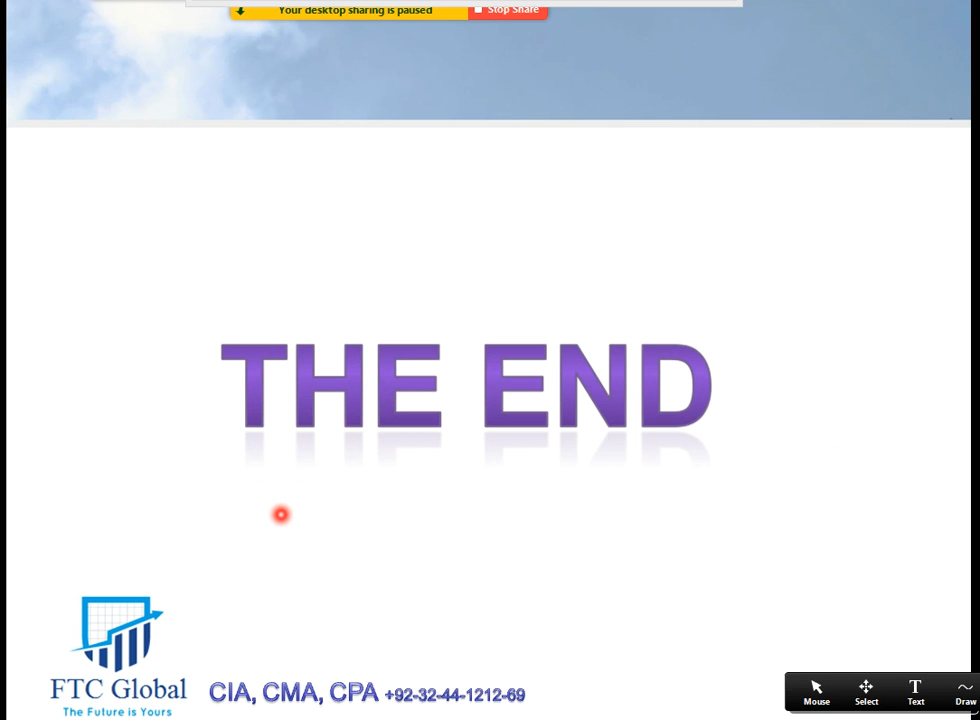 Your desktop sharing is paused Stop Share
THE END
FTC Global
The Future is Yours
CIA, CMA, CPA +92-32-44-1212-69
Mouse Select Text Draw